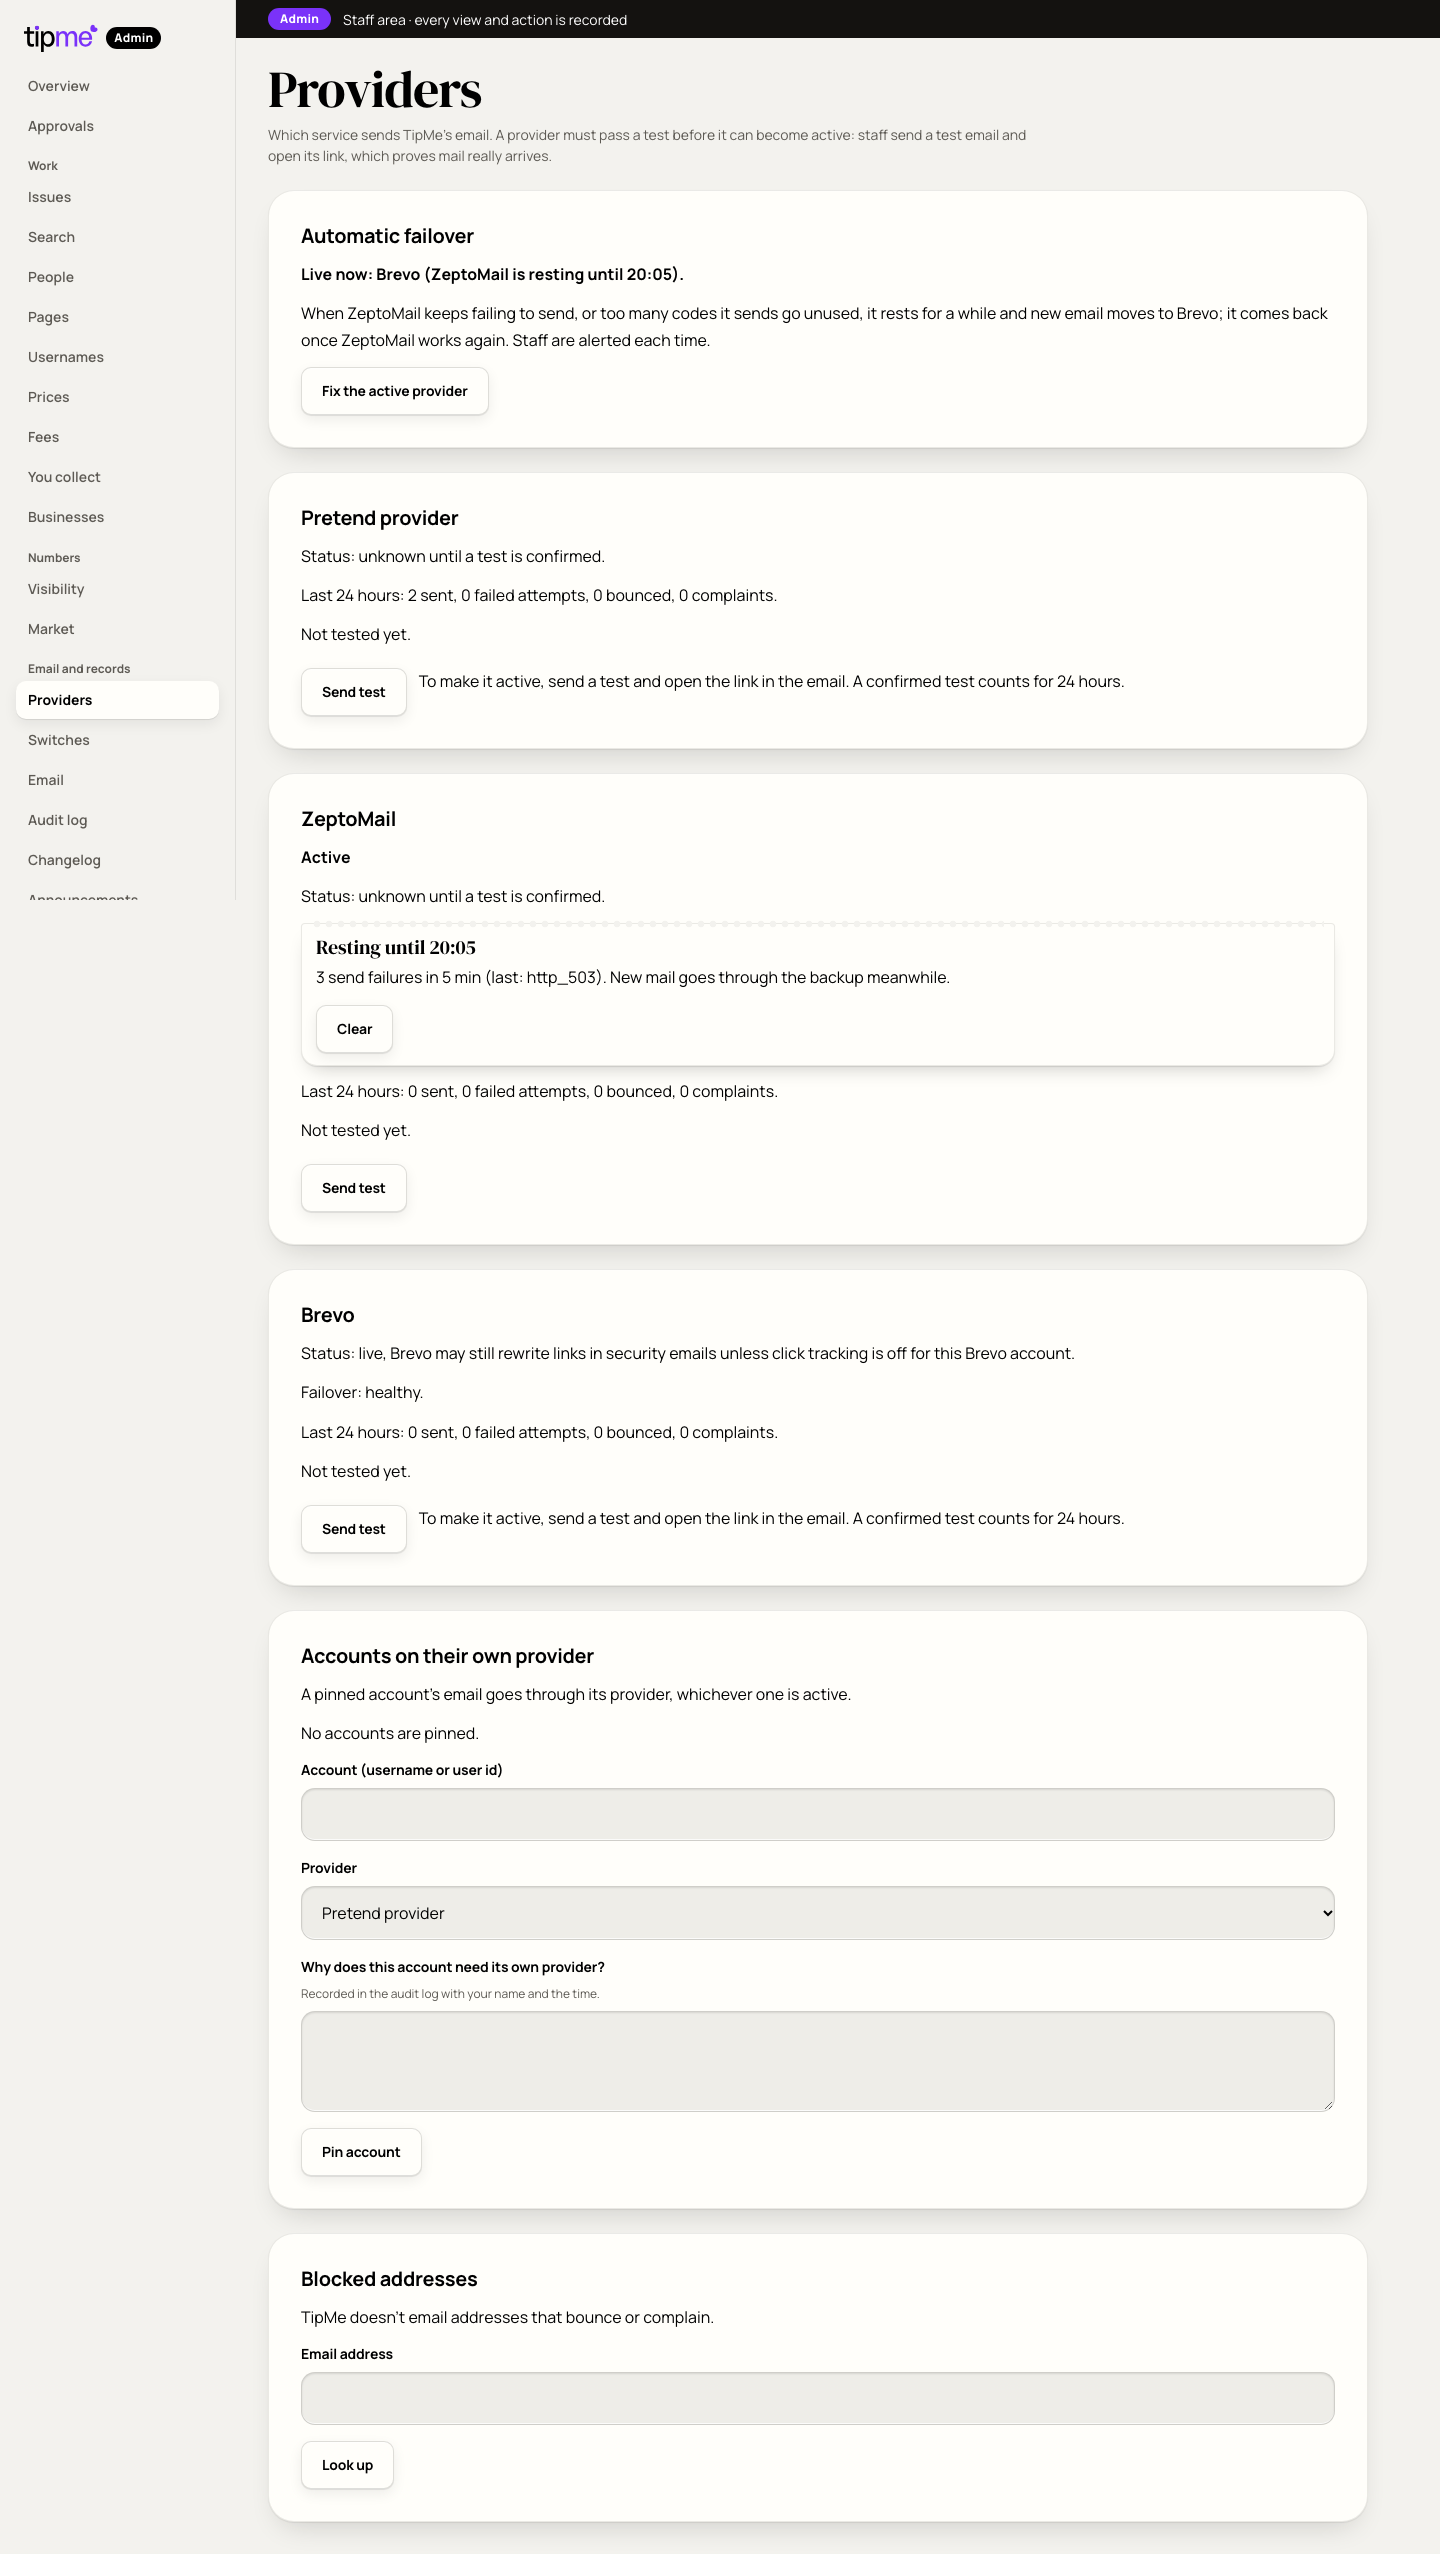 tipme Admin
Overview
Approvals
Work
Issues
Search
People
Pages
Usernames
Prices
Fees
You collect
Businesses
Numbers
Visibility
Market
Email and records
Providers
Switches
Email
Audit log
Changelog
Announcements
Admin Staff area · every view and action is recorded
Providers
Which service sends TipMe's email. A provider must pass a test before it can become active: staff send a test email and
open its link, which proves mail really arrives.
Automatic failover
Live now: Brevo (ZeptoMail is resting until 20:05).
When ZeptoMail keeps failing to send, or too many codes it sends go unused, it rests for a while and new email moves to Brevo; it comes back
once ZeptoMail works again. Staff are alerted each time.
Fix the active provider
Pretend provider
Status: unknown until a test is confirmed.
Last 24 hours: 2 sent, 0 failed attempts, 0 bounced, 0 complaints.
Not tested yet.
Send test To make it active, send a test and open the link in the email. A confirmed test counts for 24 hours.
ZeptoMail
Active
Status: unknown until a test is confirmed.
Resting until 20:05
3 send failures in 5 min (last: http_503). New mail goes through the backup meanwhile.
Clear
Last 24 hours: 0 sent, 0 failed attempts, 0 bounced, 0 complaints.
Not tested yet.
Send test
Brevo
Status: live, Brevo may still rewrite links in security emails unless click tracking is off for this Brevo account.
Failover: healthy.
Last 24 hours: 0 sent, 0 failed attempts, 0 bounced, 0 complaints.
Not tested yet.
Send test To make it active, send a test and open the link in the email. A confirmed test counts for 24 hours.
Accounts on their own provider
A pinned account's email goes through its provider, whichever one is active.
No accounts are pinned.
Account (username or user id)
Provider
Pretend provider
Why does this account need its own provider?
Recorded in the audit log with your name and the time.
Pin account
Blocked addresses
TipMe doesn't email addresses that bounce or complain.
Email address
Look up